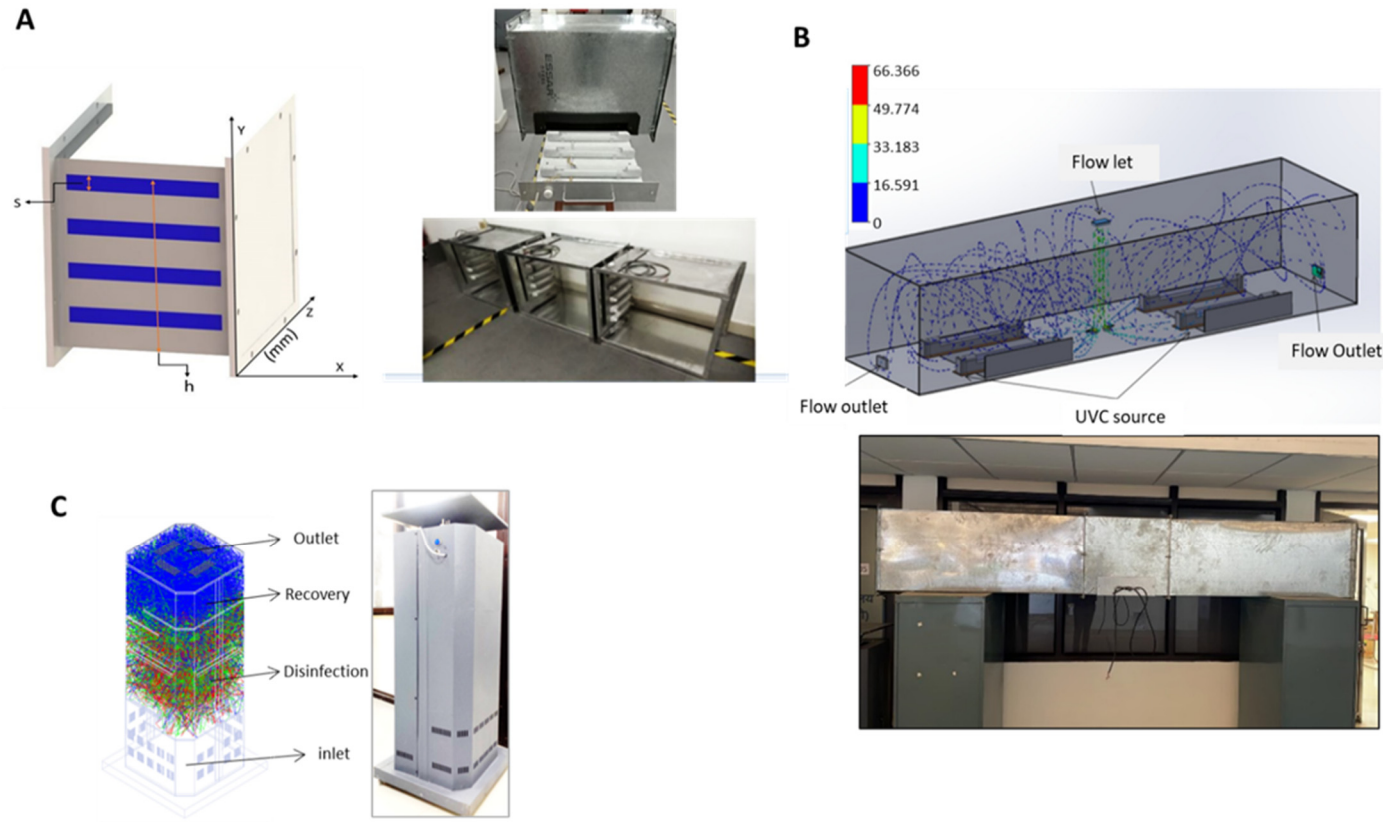 A
S
h
Y
Z
X
(mm)
ESSAR
B
66.366
49.774
33.183
16.591
0
Flow let
Flow Outlet
Flow outlet
UVC source
C
Outlet
Recovery
Disinfection
inlet